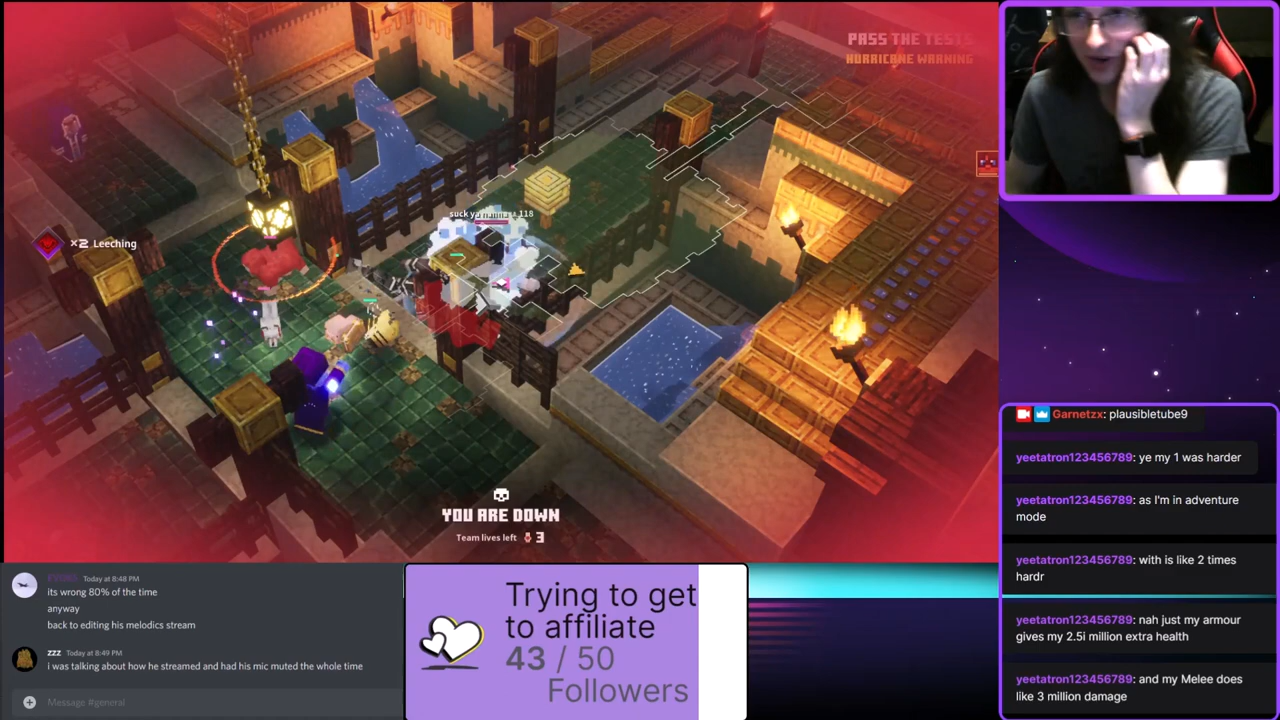 PASS THE TESTS
HURRICANE WARNING
118
×2 Leeching
YOU ARE DOWN
Team lives left 3
Garnetzx: plausibletube9
yeetatron123456789: ye my 1 was harder
yeetatron123456789: as I'm in adventure
mode
yeetatron123456789: with is like 2 times
hardr
yeetatron123456789: nah just my armour
gives my 2.5i million extra health
yeetatron123456789: and my Melee does
like 3 million damage
Today at 8:48 PM
its wrong 80% of the time
anyway
back to editing his melodics stream
zzz Today at 8:49 PM
i was talking about how he streamed and had his mic muted the whole time
Message #general
Trying to get
to affiliate
43 / 50
Followers